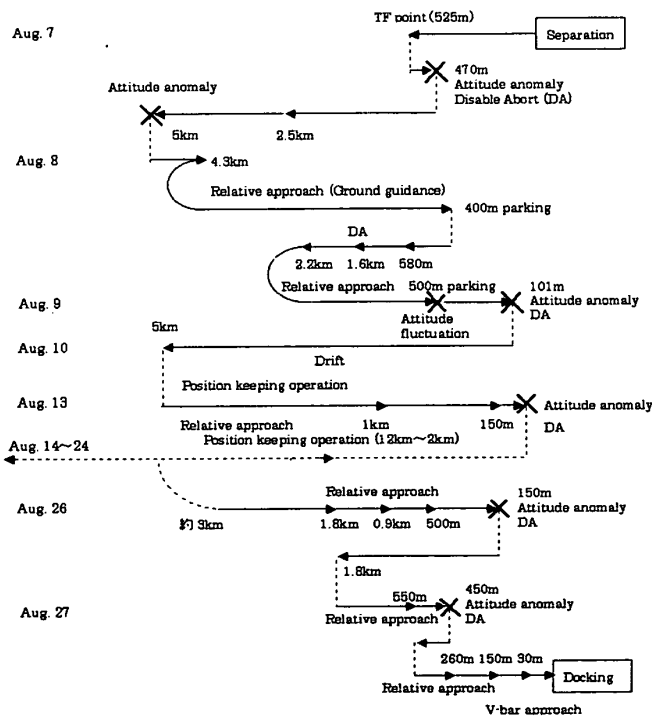 Aug. 7
TF point (525m)
Separation
470m
Attitude anomaly
Disable Abort (DA)
Attitude anomaly
5km
2.5km
Aug. 8
4.3km
Relative approach (Ground guidance)
400m parking
DA
2.2km
1.6km
580m
Relative approach
500m parking
101m
Attitude anomaly
DA
Aug. 9
Attitude
fluctuation
5km
Aug. 10
Drift
Position keeping operation
Aug. 13
Attitude anomaly
DA
Relative approach
1km
150m
Aug. 14～24
Position keeping operation (12km～2km)
Relative approach
150m
Attitude anomaly
DA
Aug. 26
約 3km
1.8km
0.9km
500m
1.8km
450m
Attitude anomaly
DA
550m
Aug. 27
Relative approach
260m
150m
30m
Docking
Relative approach
V-bar approach